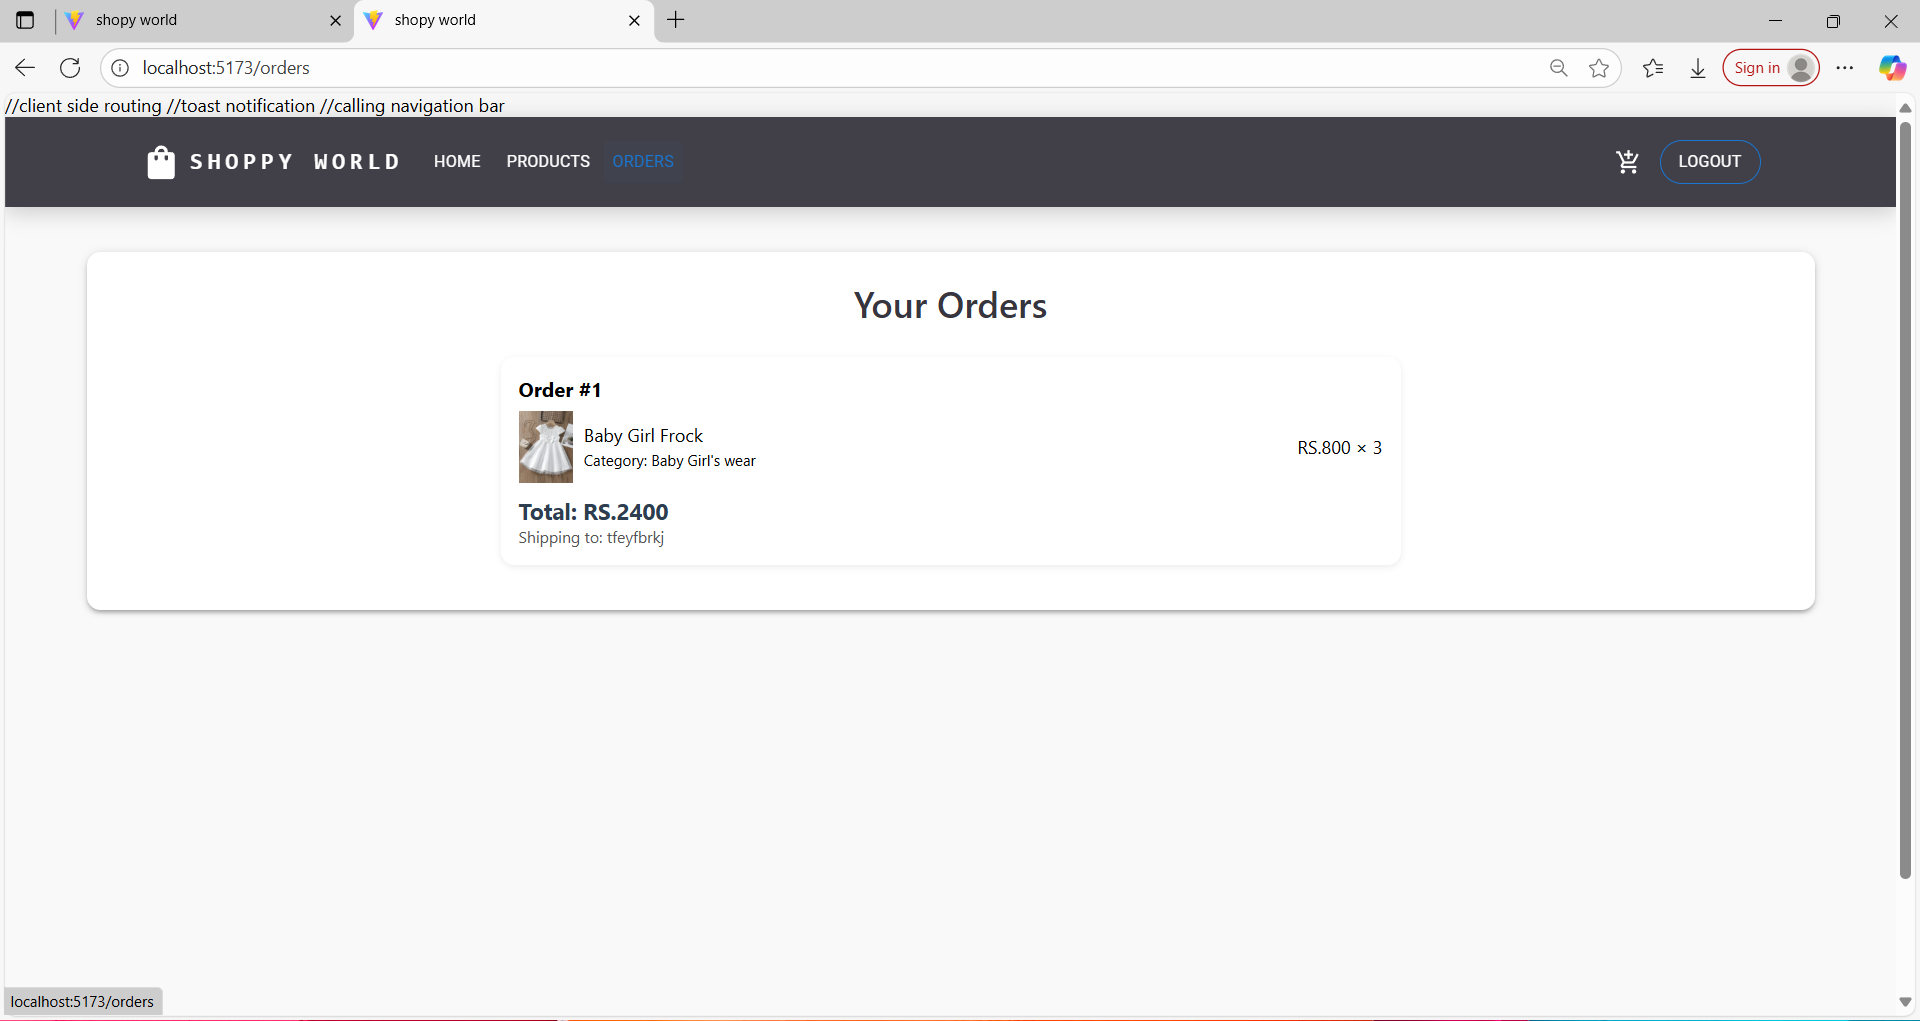 shopy world
shopy world
localhost:5173/orders
Sign in
//client side routing //toast notification //calling navigation bar
SHOPPY WORLD
HOME
PRODUCTS
ORDERS
LOGOUT
Your Orders
Order #1
Baby Girl Frock
Category: Baby Girl's wear
RS.800 × 3
Total: RS.2400
Shipping to: tfeyfbrkj
localhost:5173/orders